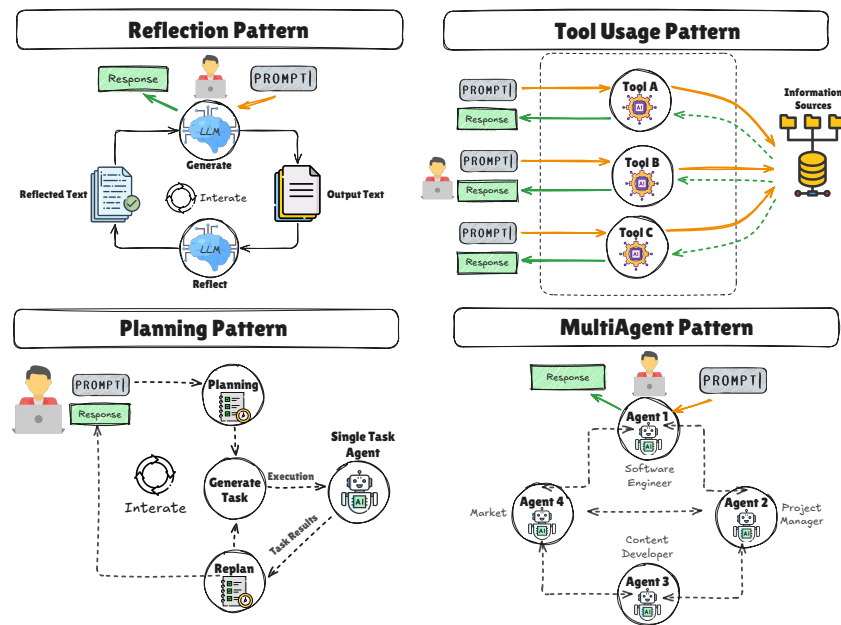 Reflection Pattern
Response
PROMPT
LLM
Generate
Reflected Text
Interate
Output Text
LLM
Reflect
Tool Usage Pattern
PROMPT
Response
Tool A
AI
Information
Sources
PROMPT
Response
Tool B
AI
PROMPT
Response
Tool C
AI
Planning Pattern
PROMPT
Response
Planning
Interate
Generate
Task
Execution
Single Task
Agent
AI
Task Results
Replan
MultiAgent Pattern
Response
PROMPT
Agent 1
AI
Software
Engineer
Market
Agent 4
AI
Agent 2
AI
Project
Manager
Content
Developer
Agent 3
AI